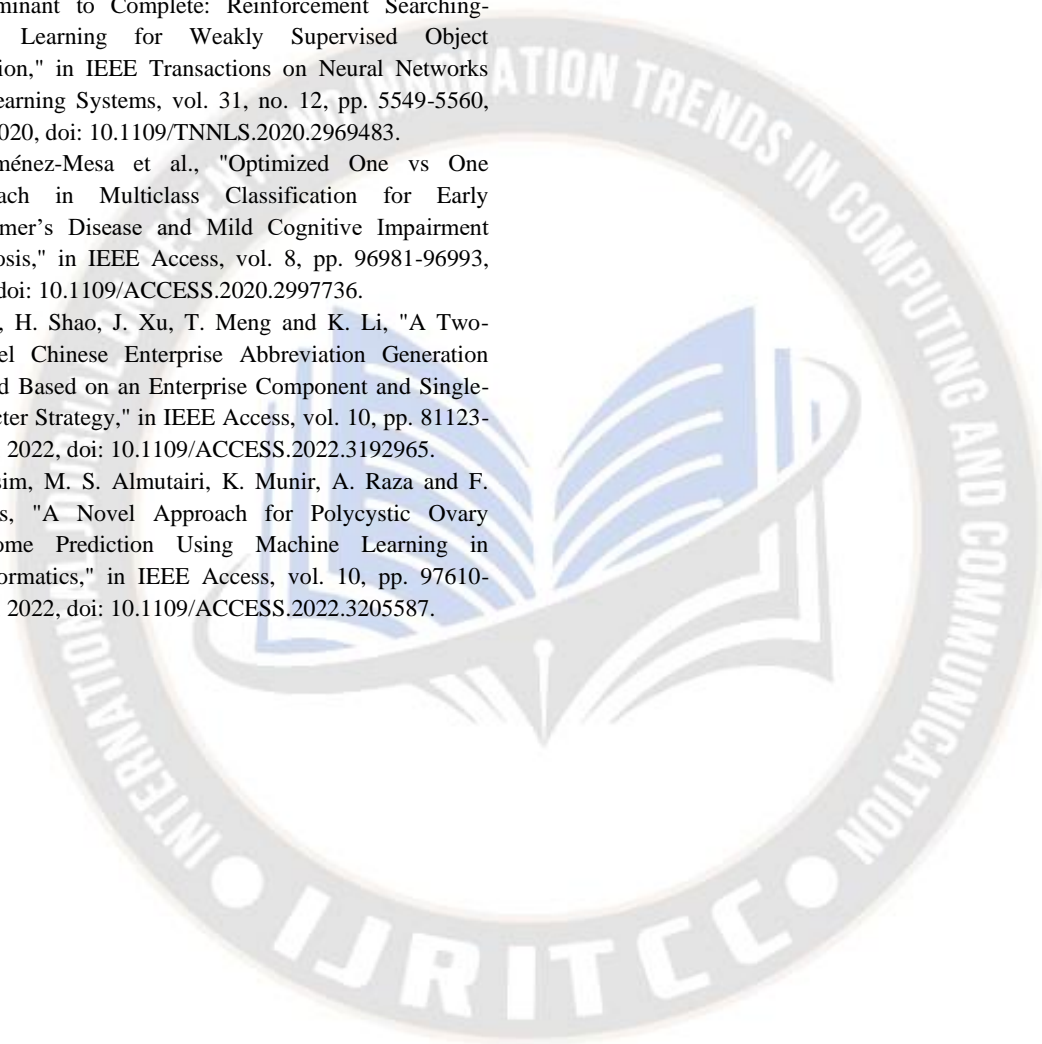 minant to Complete: Reinforcement Searching-
Learning for Weakly Supervised Object
ion," in IEEE Transactions on Neural Networks
earning Systems, vol. 31, no. 12, pp. 5549-5560,
020, doi: 10.1109/TNNLS.2020.2969483.
ménez-Mesa et al., "Optimized One vs One
ach in Multiclass Classification for Early
mer’s Disease and Mild Cognitive Impairment
osis," in IEEE Access, vol. 8, pp. 96981-96993,
doi: 10.1109/ACCESS.2020.2997736.
, H. Shao, J. Xu, T. Meng and K. Li, "A Two-
el Chinese Enterprise Abbreviation Generation
d Based on an Enterprise Component and Single-
cter Strategy," in IEEE Access, vol. 10, pp. 81123-
2022, doi: 10.1109/ACCESS.2022.3192965.
sim, M. S. Almutairi, K. Munir, A. Raza and F.
s, "A Novel Approach for Polycystic Ovary
ome Prediction Using Machine Learning in
ormatics," in IEEE Access, vol. 10, pp. 97610-
2022, doi: 10.1109/ACCESS.2022.3205587.
TRENDS IN COMPUTING AND COMMUNICATION
IJRITCC